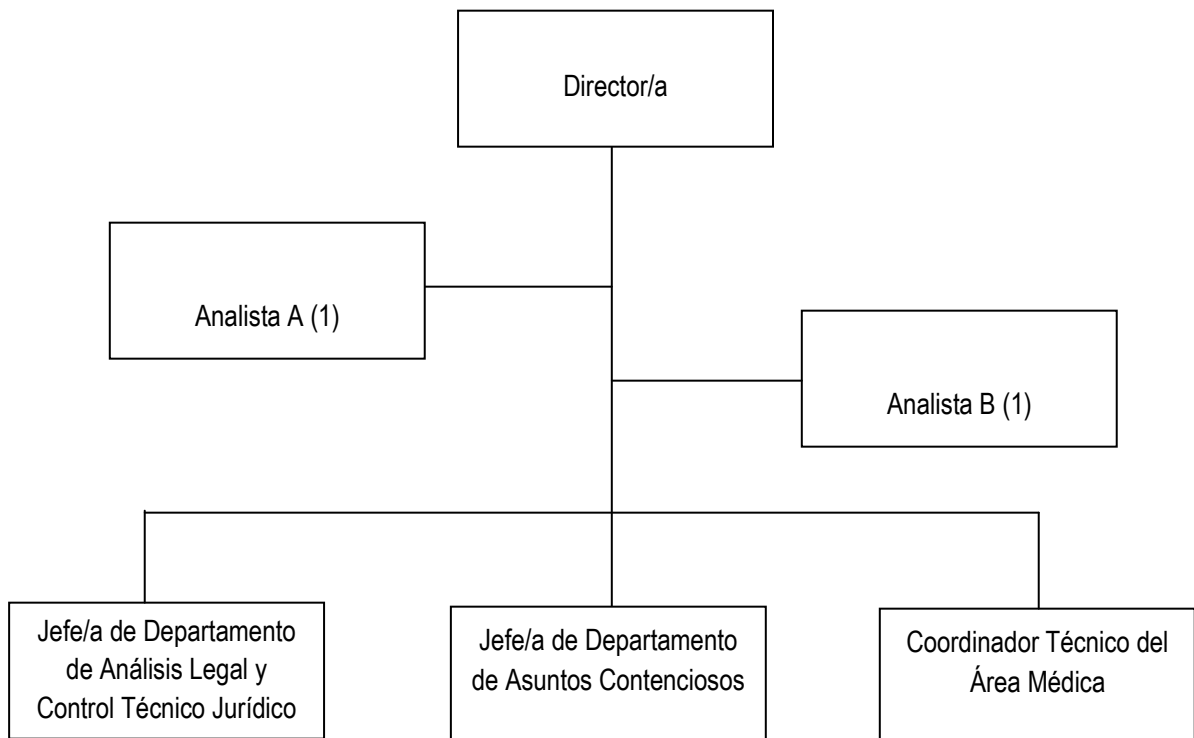 Director/a
Analista A (1)
Analista B (1)
Jefe/a de Departamento
de Análisis Legal y
Control Técnico Jurídico
Jefe/a de Departamento
de Asuntos Contenciosos
Coordinador Técnico del
Área Médica